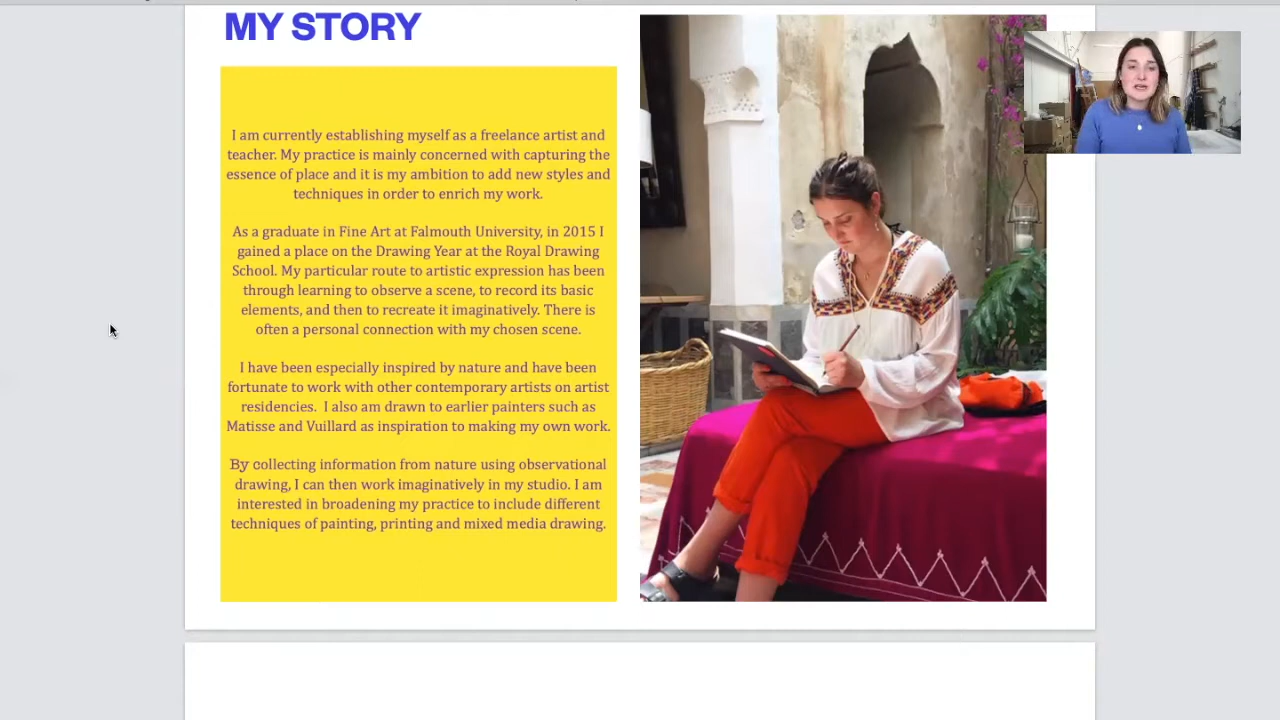 MY STORY
I am currently establishing myself as a freelance artist and
teacher. My practice is mainly concerned with capturing the
essence of place and it is my ambition to add new styles and
techniques in order to enrich my work.
As a graduate in Fine Art at Falmouth University, in 2015 I
gained a place on the Drawing Year at the Royal Drawing
School. My particular route to artistic expression has been
through learning to observe a scene, to record its basic
elements, and then to recreate it imaginatively. There is
often a personal connection with my chosen scene.
I have been especially inspired by nature and have been
fortunate to work with other contemporary artists on artist
residencies.  I also am drawn to earlier painters such as
Matisse and Vuillard as inspiration to making my own work.
By collecting information from nature using observational
drawing, I can then work imaginatively in my studio. I am
interested in broadening my practice to include different
techniques of painting, printing and mixed media drawing.